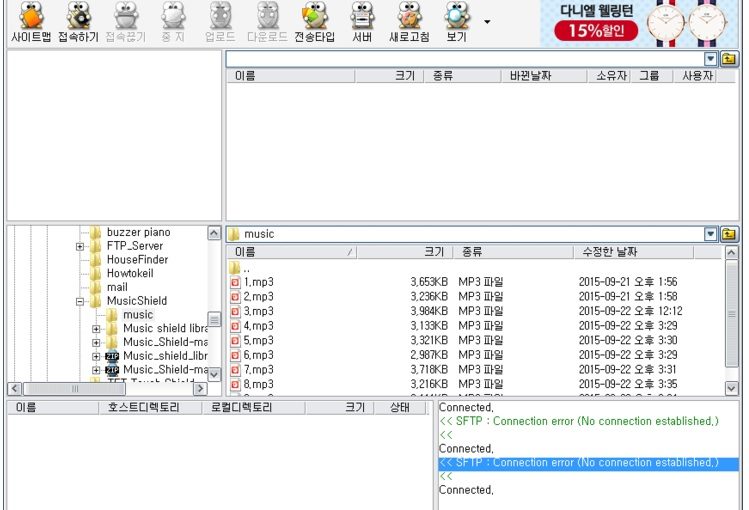 사이트맵 접속하기 접속끊기 중 지 업로드 다운로드 전송타입 서버 새로고침 보기
다니엘 웰링턴
15%할인
이름 크기 종류 바뀐날짜 소유자 그룹 사용자
buzzer piano
FTP_Server
HouseFinder
Howtokeil
mail
MusicShield
music
Music shield libra
Music_Shield-ma
Music_shield_libr
Music_Shield-ma
music
이름 / 크기 종류 수정한 날짜
..
1.mp3 3,653KB MP3 파일 2015-09-21 오후 1:56
2.mp3 3,236KB MP3 파일 2015-09-21 오후 1:58
3.mp3 3,984KB MP3 파일 2015-09-22 오후 12:12
4.mp3 3,133KB MP3 파일 2015-09-22 오후 3:29
5.mp3 3,321KB MP3 파일 2015-09-22 오후 3:30
6.mp3 2,987KB MP3 파일 2015-09-22 오후 3:29
7.mp3 3,718KB MP3 파일 2015-09-22 오후 3:31
8.mp3 3,216KB MP3 파일 2015-09-22 오후 3:35
이름 호스트디렉토리 로컬디렉토리 크기 상태
Connected.
<< SFTP : Connection error (No connection established.)
<<
Connected.
<< SFTP : Connection error (No connection established.)
<<
Connected.